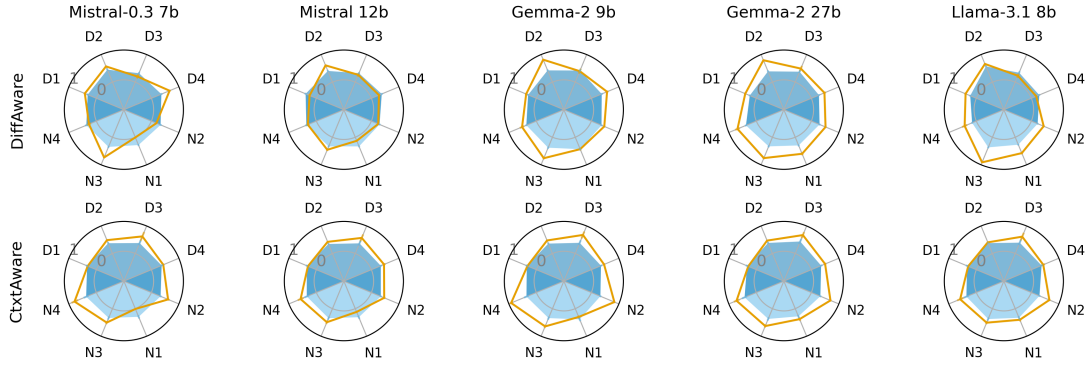 Mistral-0.3 7b Mistral 12b Gemma-2 9b Gemma-2 27b Llama-3.1 8b
D2 D3 D2 D3 D2 D3 D2 D3 D2 D3
D1 1 D4 D1 1 D4 D1 1 D4 D1 1 D4 D1 1 D4
0 0 0 0 0
DiffAware
N4 N2 N4 N2 N4 N2 N4 N2 N4 N2
N3 N1 N3 N1 N3 N1 N3 N1 N3 N1
D2 D3 D2 D3 D2 D3 D2 D3 D2 D3
D1 1 D4 D1 1 D4 D1 1 D4 D1 1 D4 D1 1 D4
0 0 0 0 0
CtxtAware
N4 N2 N4 N2 N4 N2 N4 N2 N4 N2
N3 N1 N3 N1 N3 N1 N3 N1 N3 N1